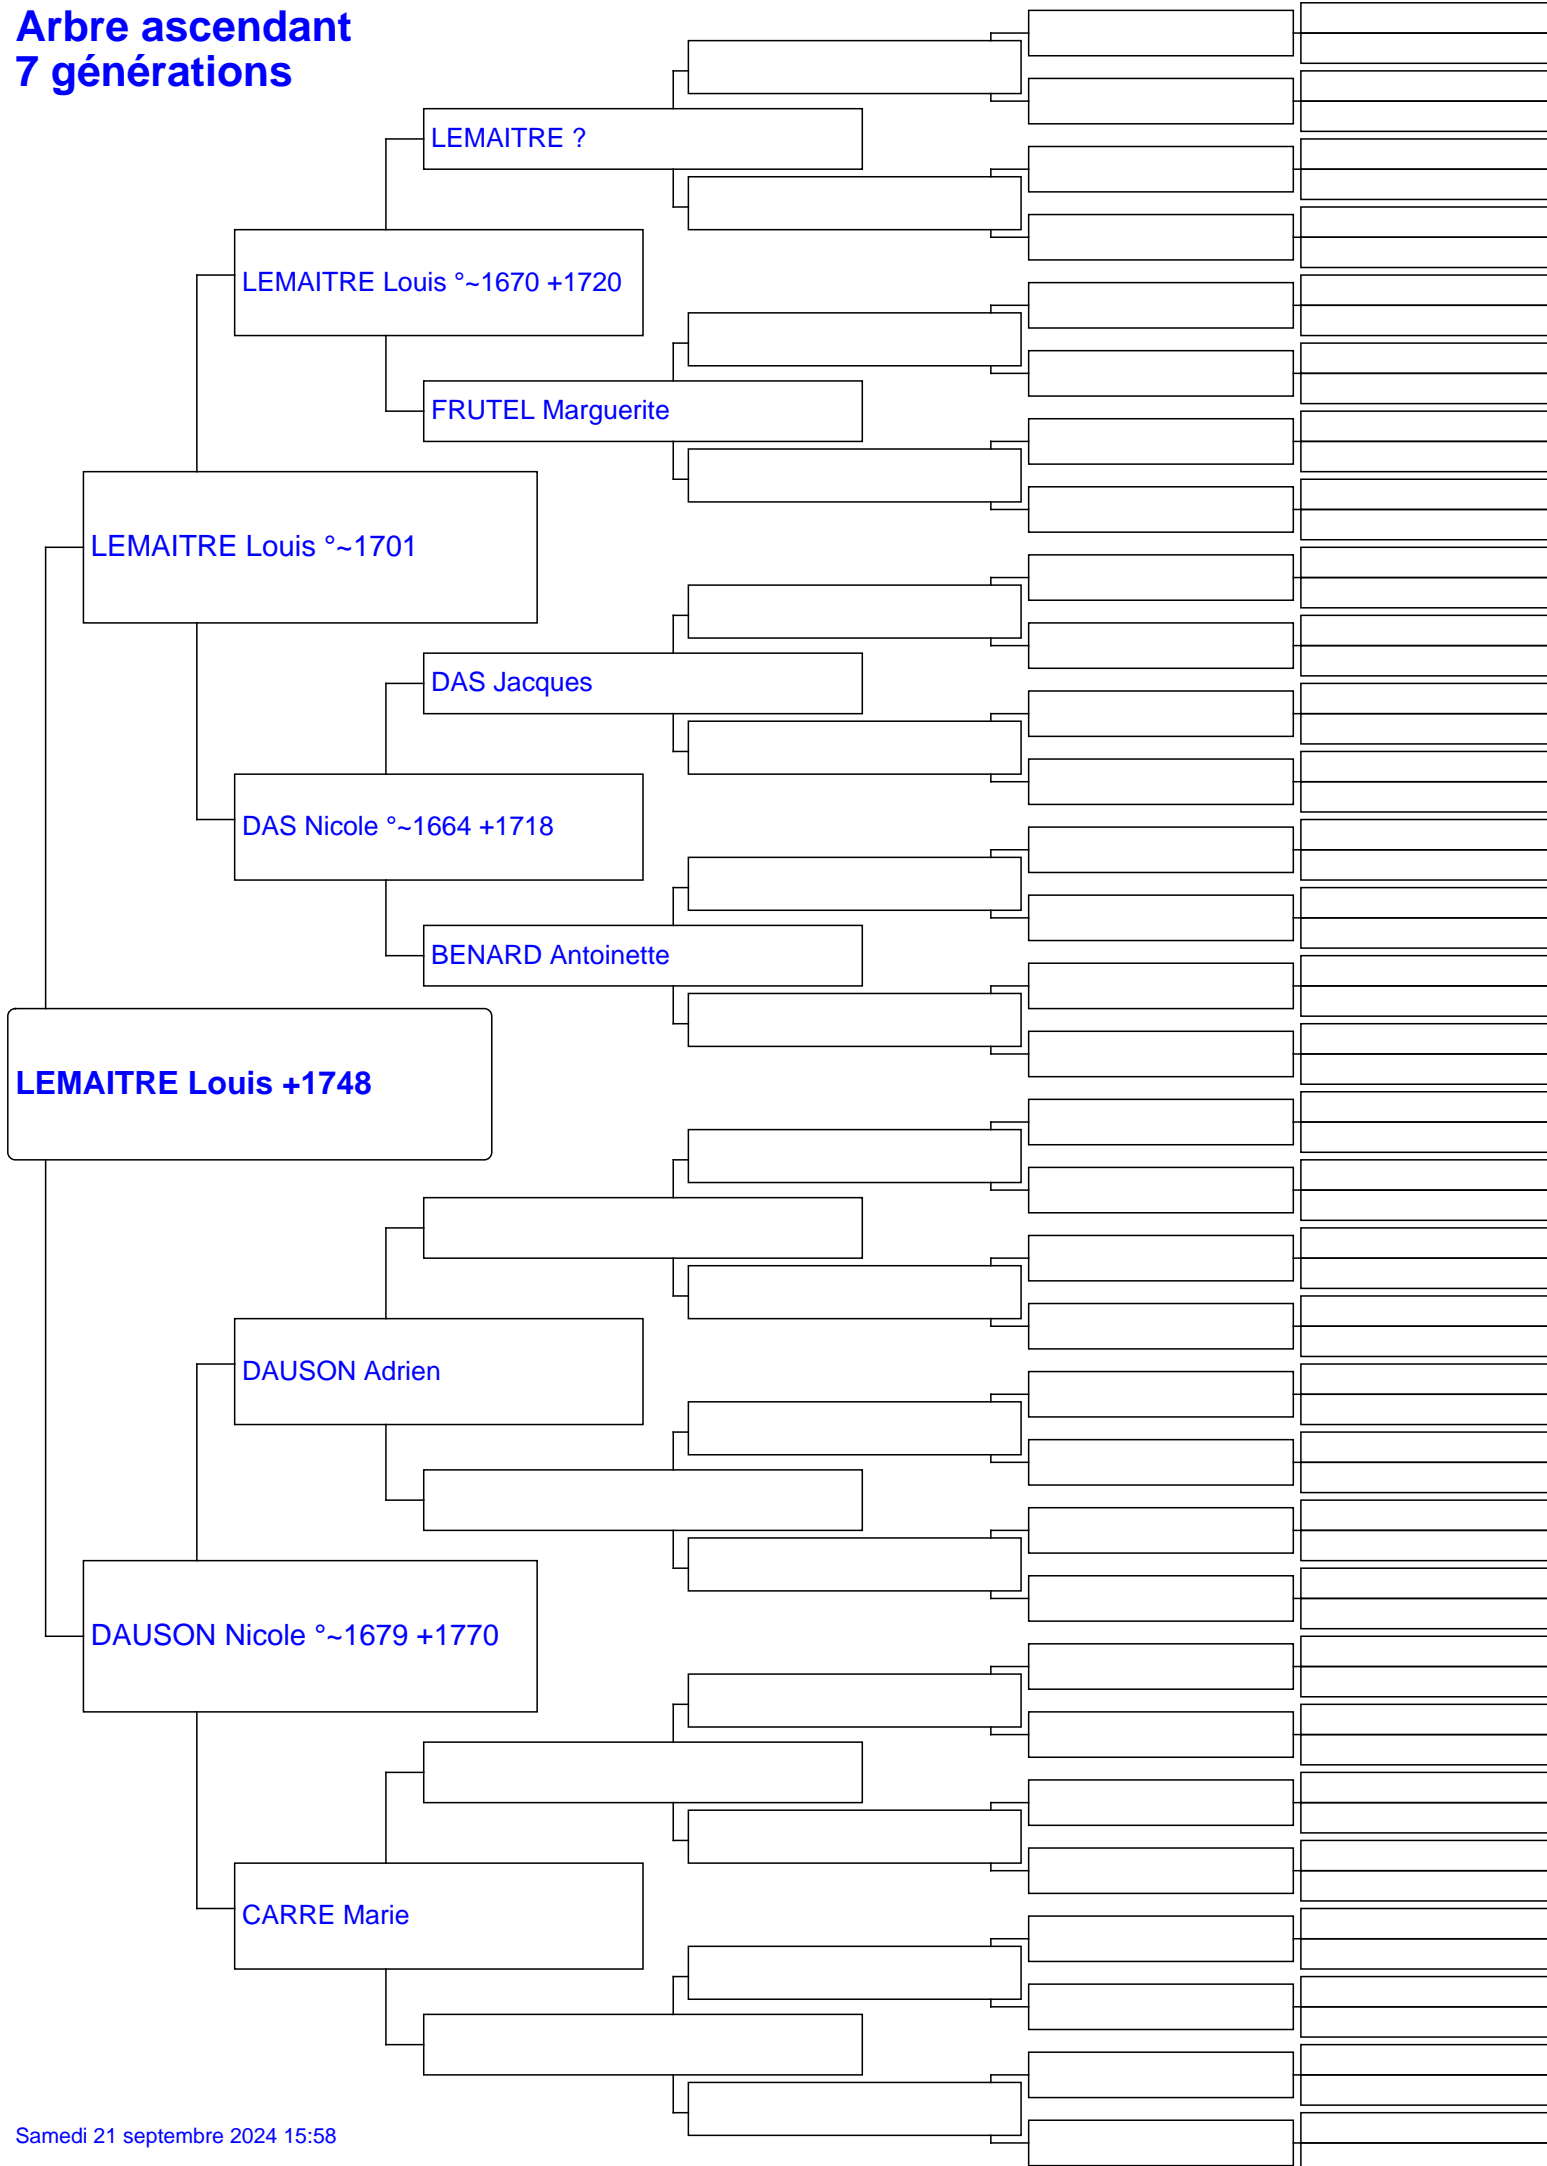 Arbre ascendant
7 générations
LEMAITRE ?
LEMAITRE Louis °~1670 +1720
FRUTEL Marguerite
LEMAITRE Louis °~1701
DAS Jacques
DAS Nicole °~1664 +1718
BENARD Antoinette
LEMAITRE Louis +1748
DAUSON Adrien
DAUSON Nicole °~1679 +1770
CARRE Marie
Samedi 21 septembre 2024 15:58